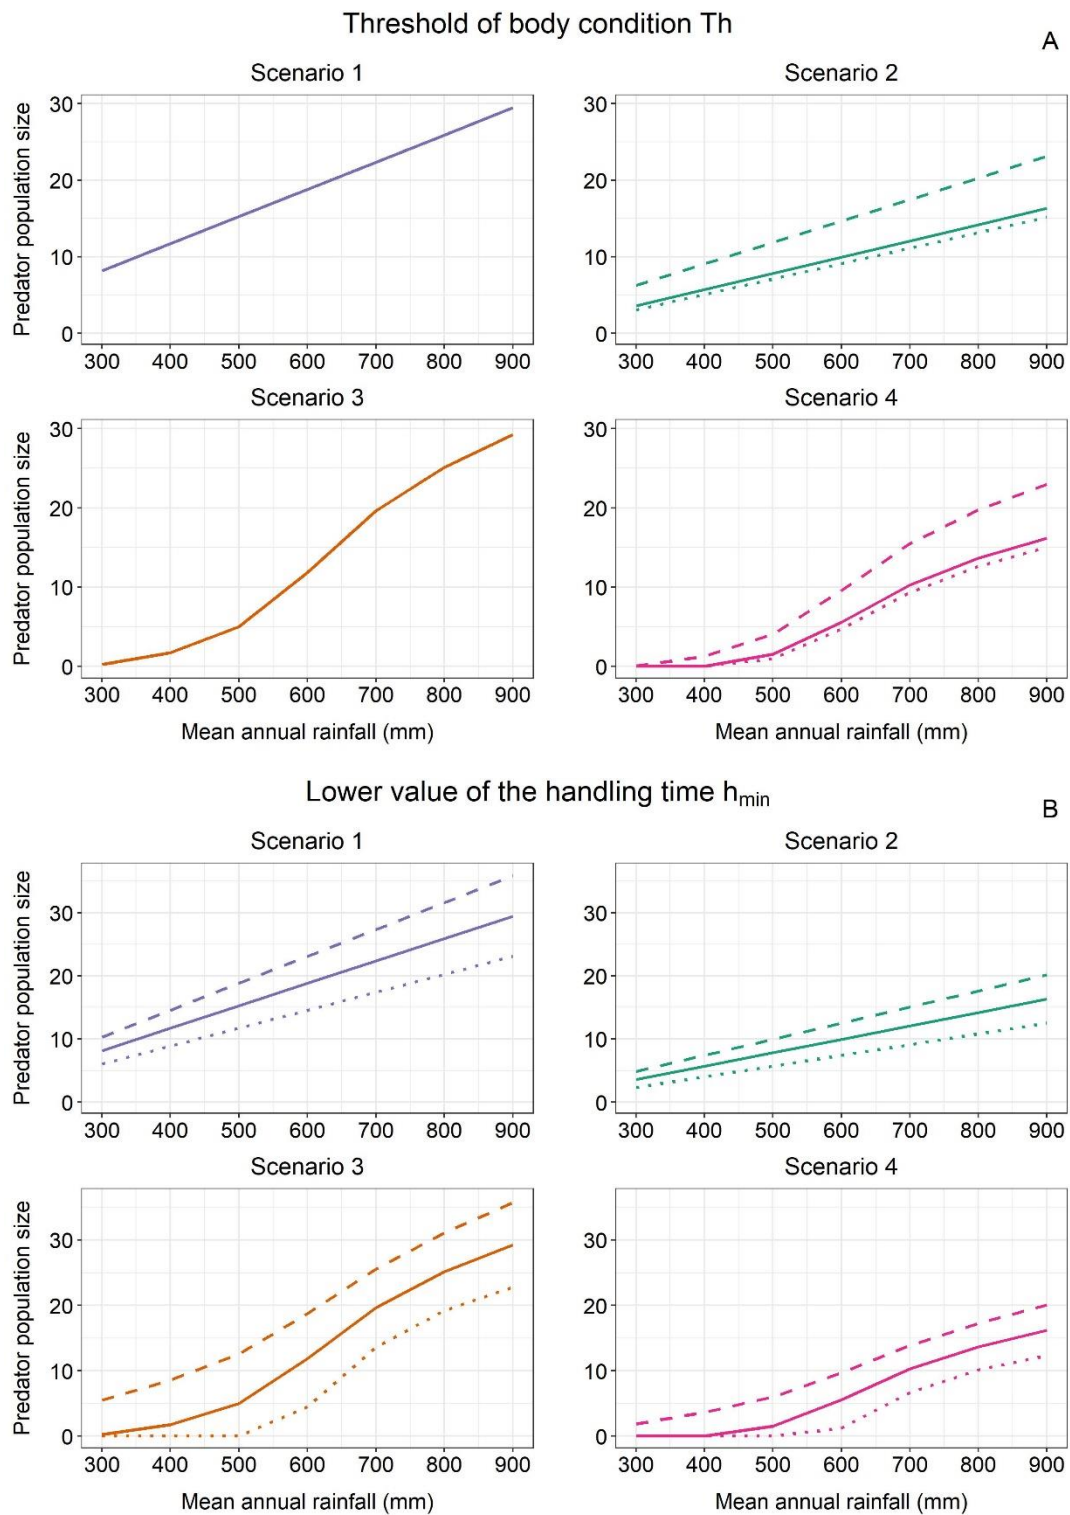 Threshold of body condition Th
A
Scenario 1
Scenario 2
Predator population size
30
20
10
0
300 400 500 600 700 800 900
30
20
10
0
300 400 500 600 700 800 900
Scenario 3
Scenario 4
Predator population size
30
20
10
0
300 400 500 600 700 800 900
Mean annual rainfall (mm)
30
20
10
0
300 400 500 600 700 800 900
Mean annual rainfall (mm)
Lower value of the handling time hmin
B
Scenario 1
Scenario 2
Predator population size
30
20
10
0
300 400 500 600 700 800 900
30
20
10
0
300 400 500 600 700 800 900
Scenario 3
Scenario 4
Predator population size
30
20
10
0
300 400 500 600 700 800 900
Mean annual rainfall (mm)
30
20
10
0
300 400 500 600 700 800 900
Mean annual rainfall (mm)